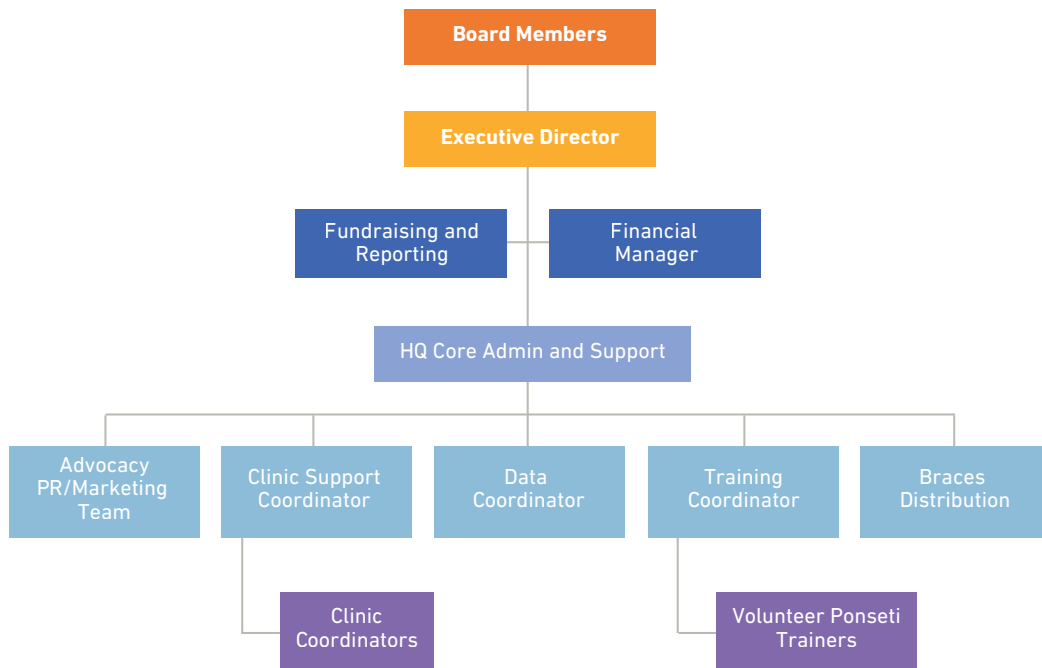 Board Members
Executive Director
Fundraising and
Reporting
Financial
Manager
HQ Core Admin and Support
Advocacy
PR/Marketing
Team
Clinic Support
Coordinator
Data
Coordinator
Training
Coordinator
Braces
Distribution
Clinic
Coordinators
Volunteer Ponseti
Trainers